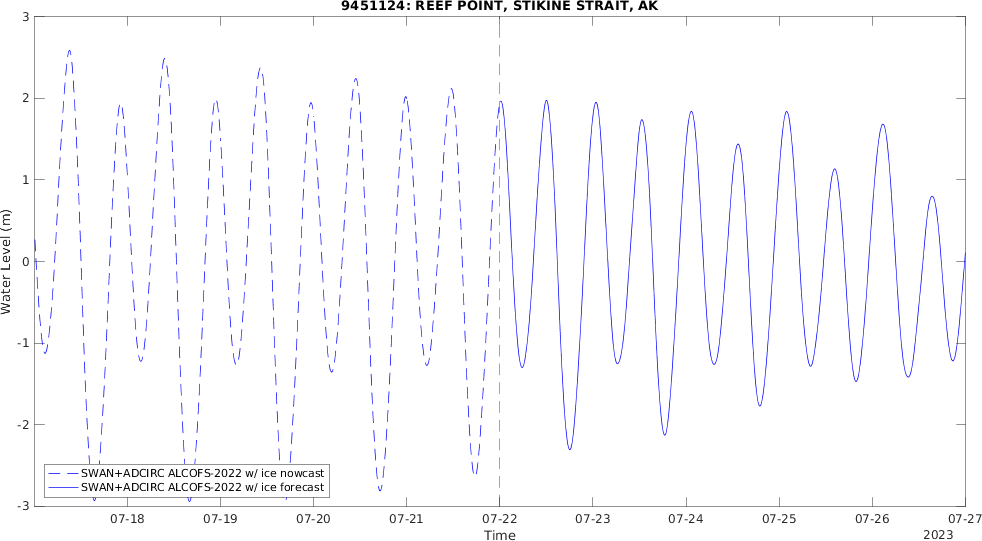 9451124: REEF POINT, STIKINE STRAIT, AK
3
2
1
0
-1
-2
-3
Water Level (m)
SWAN+ADCIRC ALCOFS-2022 w/ ice nowcast
SWAN+ADCIRC ALCOFS-2022 w/ ice forecast
07-18 07-19 07-20 07-21 07-22 07-23 07-24 07-25 07-26 07-27
Time
2023